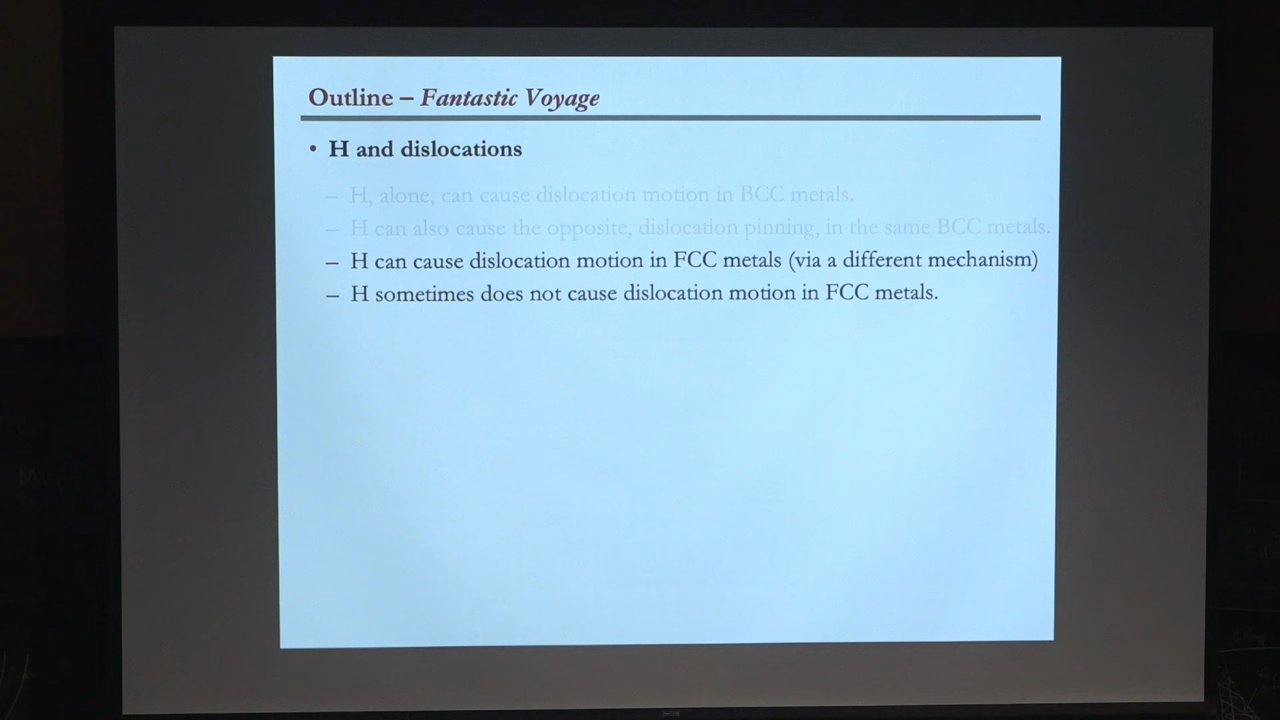 Outline – Fantastic Voyage
• H and dislocations
– H, alone, can cause dislocation motion in BCC metals.
– H can also cause the opposite, dislocation pinning, in the same BCC metals.
– H can cause dislocation motion in FCC metals (via a different mechanism)
– H sometimes does not cause dislocation motion in FCC metals.